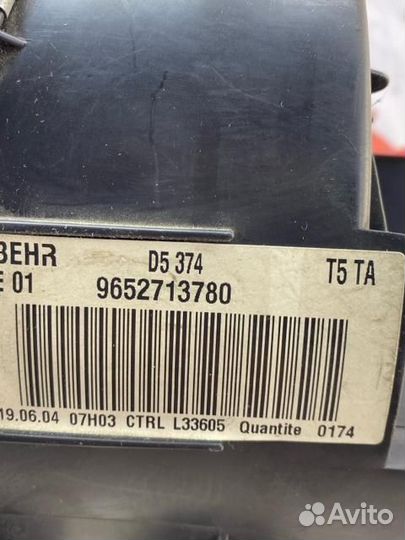 BEHR D5 374 T5 TA
E 01 9652713780
19.06.04 07H03 CTRL L33605 Quantite 0174
Avito